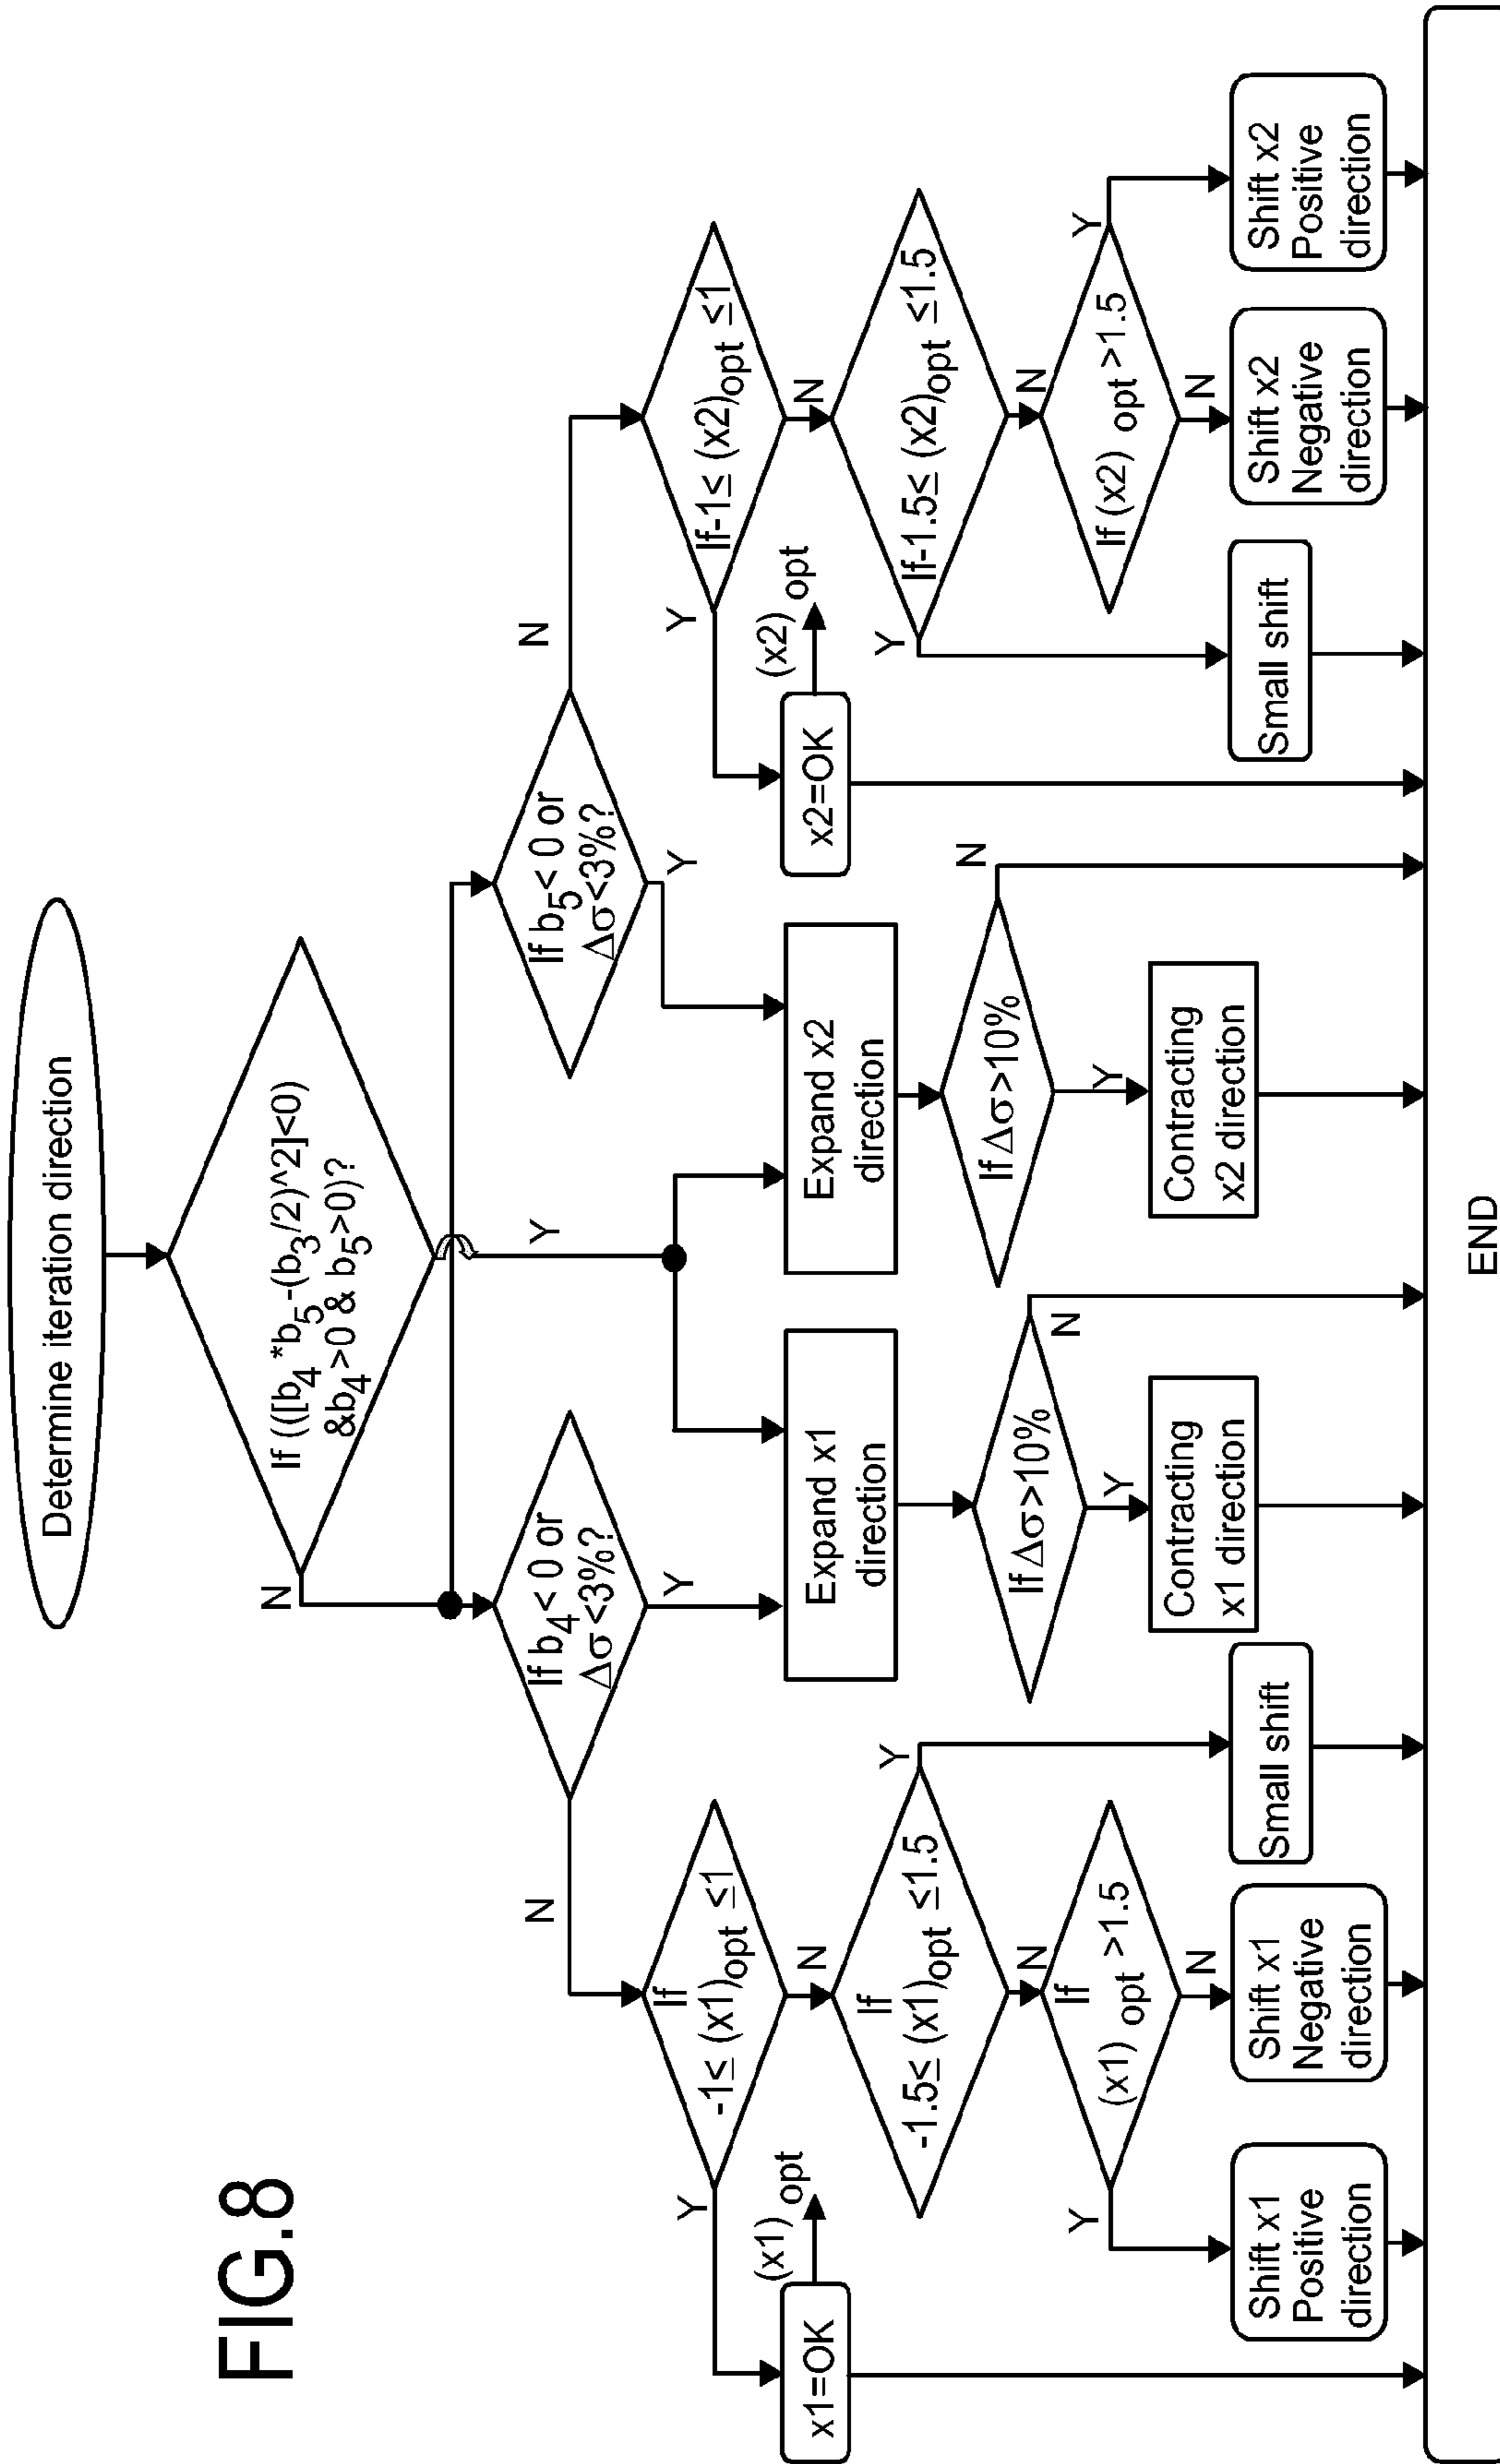 FIG.8
Determine iteration direction
If (([b4*b5-(b3/2)^2]<0)
&b4>0 & b5>0)?
N
Y
If b4< 0 or
Δσ<3%?
N
Y
If b5< 0 or
Δσ<3%?
Y
N
If
-1≤ (x1)opt ≤1
Y
N
x1=OK
(x1)opt
If
-1.5≤ (x1)opt ≤1.5
Y
N
If
(x1) opt >1.5
Y
N
Shift x1
Positive
direction
Shift x1
Negative
direction
Small shift
Expand x1
direction
If Δσ>10%
Y
N
Contracting
x1 direction
Expand x2
direction
If Δσ>10%
Y
N
Contracting
x2 direction
If-1≤ (x2)opt ≤1
Y
N
x2=OK
(x2)opt
If-1.5≤ (x2)opt ≤1.5
Y
N
If (x2) opt >1.5
Y
N
Small shift
Shift x2
Negative
direction
Shift x2
Positive
direction
END